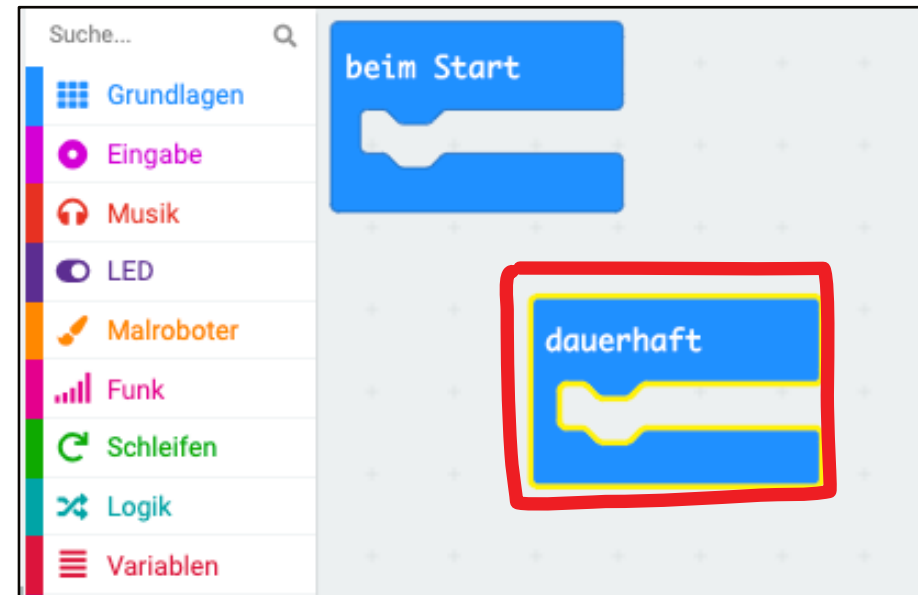 Suche...
Grundlagen
Eingabe
Musik
LED
Malroboter
Funk
Schleifen
Logik
Variablen
beim Start
dauerhaft